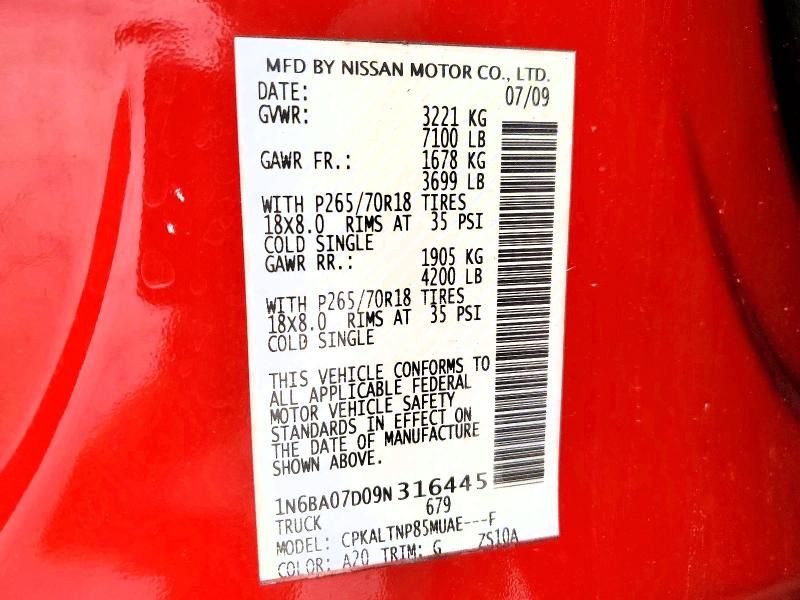 MFD BY NISSAN MOTOR CO., LTD.
DATE: 07/09
GVWR: 3221 KG
7100 LB
GAWR FR.: 1678 KG
3699 LB
WITH P265/70R18 TIRES
18X8.0 RIMS AT 35 PSI
COLD SINGLE
GAWR RR.: 1905 KG
4200 LB
WITH P265/70R18 TIRES
18X8.0 RIMS AT 35 PSI
COLD SINGLE
THIS VEHICLE CONFORMS TO
ALL APPLICABLE FEDERAL
MOTOR VEHICLE SAFETY
STANDARDS IN EFFECT ON
THE DATE OF MANUFACTURE
SHOWN ABOVE.
1N6BA07D09N316445
TRUCK 679
MODEL: CPKALTNP85MUAE---F
COLOR: A20 TRIM: G ZS10A